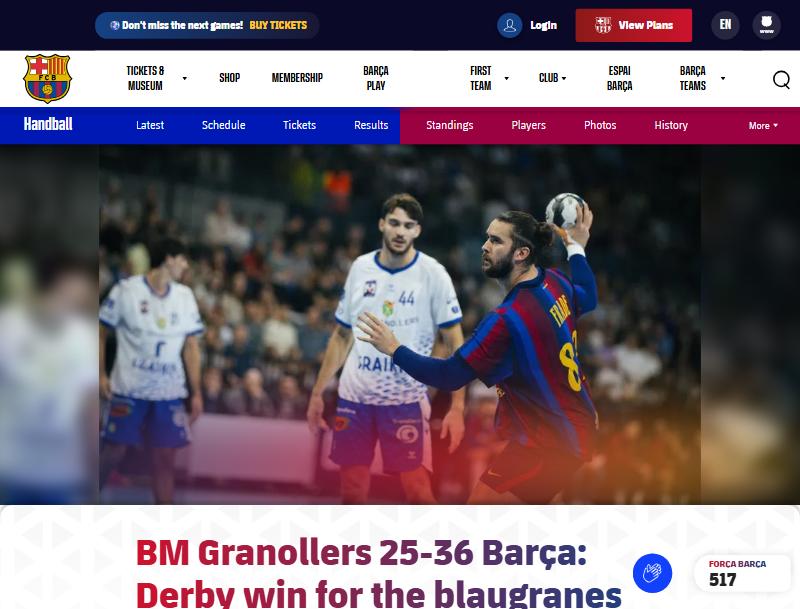 Don't miss the next games! BUY TICKETS
Login
View Plans
EN
FCB
TICKETS & MUSEUM
SHOP
MEMBERSHIP
BARÇA PLAY
FIRST TEAM
CLUB
ESPAI BARÇA
BARÇA TEAMS
Handball
Latest
Schedule
Tickets
Results
Standings
Players
Photos
History
More
44
BM Granollers 25-36 Barça:
Derby win for the blaugranes
FORÇA BARÇA
517